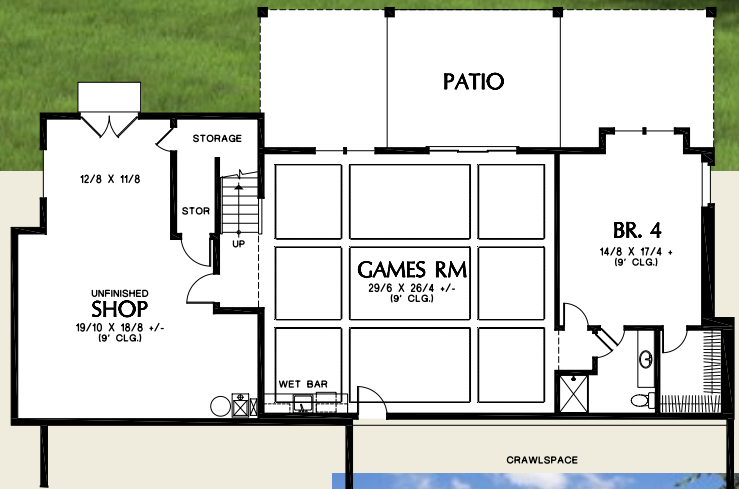 PATIO
STORAGE
12/8 X 11/8
STOR
UP
BR. 4
14/8 X 17/4 +
(9' CLG.)
GAMES RM
29/6 X 26/4 +/-
(9' CLG.)
UNFINISHED
SHOP
19/10 X 18/8 +/-
(9' CLG.)
WET BAR
CRAWLSPACE